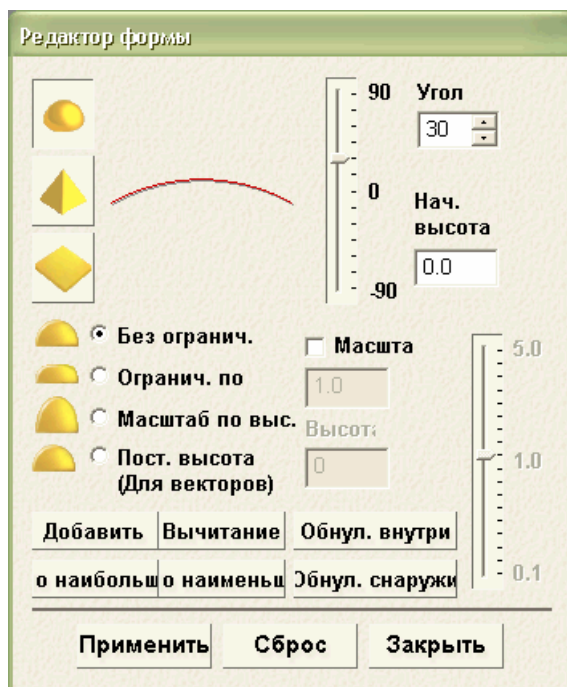 Редактор формы
90
Угол
30
0
Нач.
высота
0.0
-90
Без огранич.
Огранич. по
Масштаб по выс.
Пост. высота
(Для векторов)
Масшта
1.0
Высота
0
5.0
1.0
0.1
Добавить Вычитание Обнул. внутри
о наибольш о наименьш Обнул. снаружи
Применить Сброс Закрыть